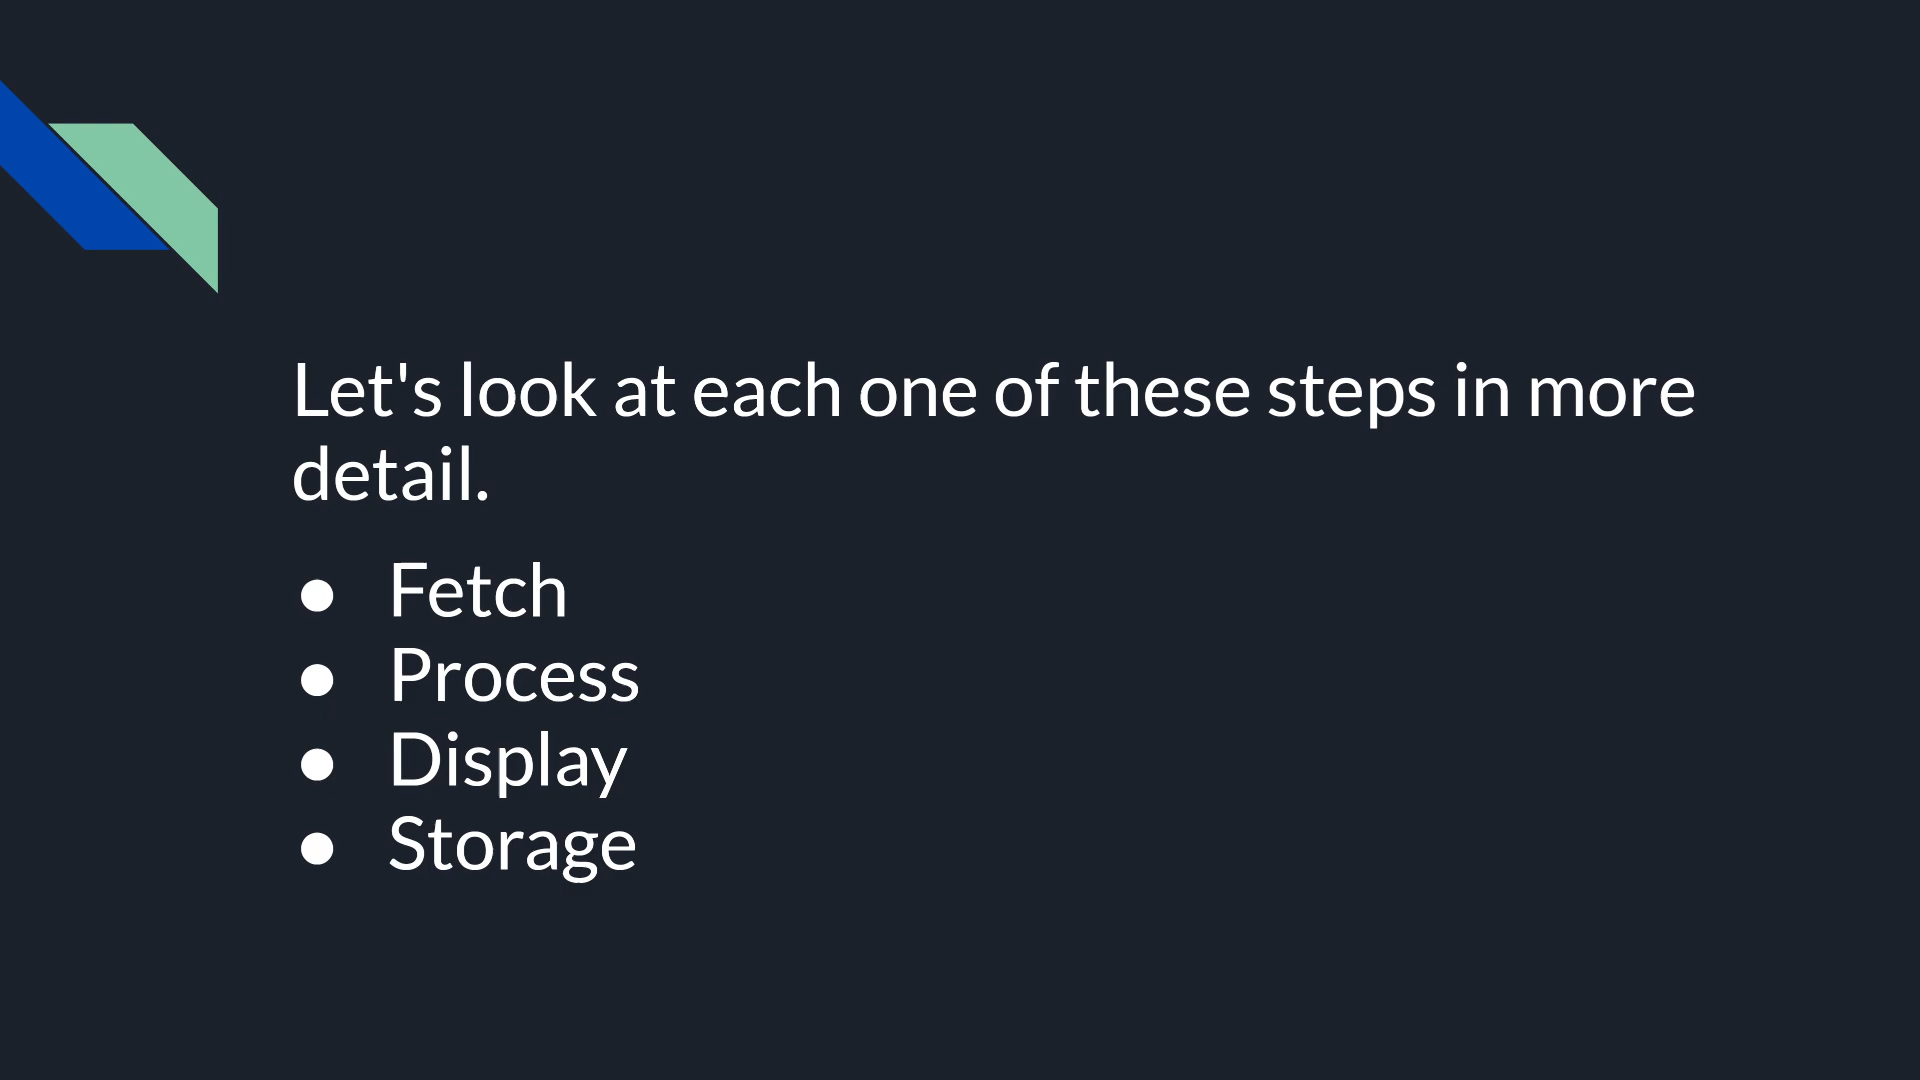 Let's look at each one of these steps in more
detail.
● Fetch
● Process
● Display
● Storage